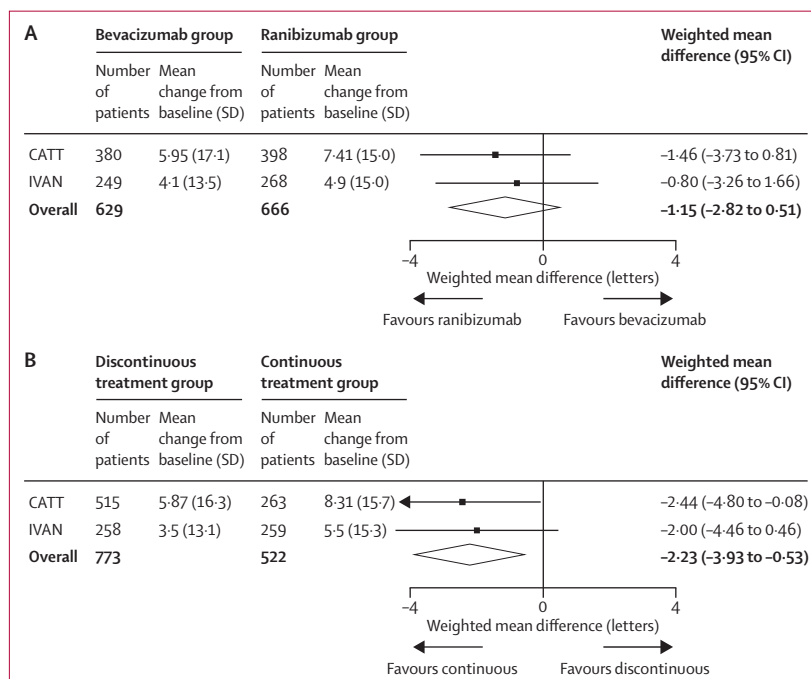 A Bevacizumab group Ranibizumab group Weighted mean
difference (95% CI)
Number Mean Number Mean
of change from of change from
patients baseline (SD) patients baseline (SD)
CATT 380 5·95 (17·1) 398 7·41 (15·0) –1·46 (–3·73 to 0·81)
IVAN 249 4·1 (13·5) 268 4·9 (15·0) –0·80 (–3·26 to 1·66)
Overall 629 666 –1·15 (–2·82 to 0·51)
–4 0 4
Weighted mean difference (letters)
Favours ranibizumab Favours bevacizumab
B Discontinuous Continuous Weighted mean
treatment group treatment group difference (95% CI)
Number Mean Number Mean
of change from of change from
patients baseline (SD) patients baseline (SD)
CATT 515 5·87 (16·3) 263 8·31 (15·7) –2·44 (–4·80 to –0·08)
IVAN 258 3·5 (13·1) 259 5·5 (15·3) –2·00 (–4·46 to 0·46)
Overall 773 522 –2·23 (–3·93 to –0·53)
–4 0 4
Weighted mean difference (letters)
Favours continuous Favours discontinuous